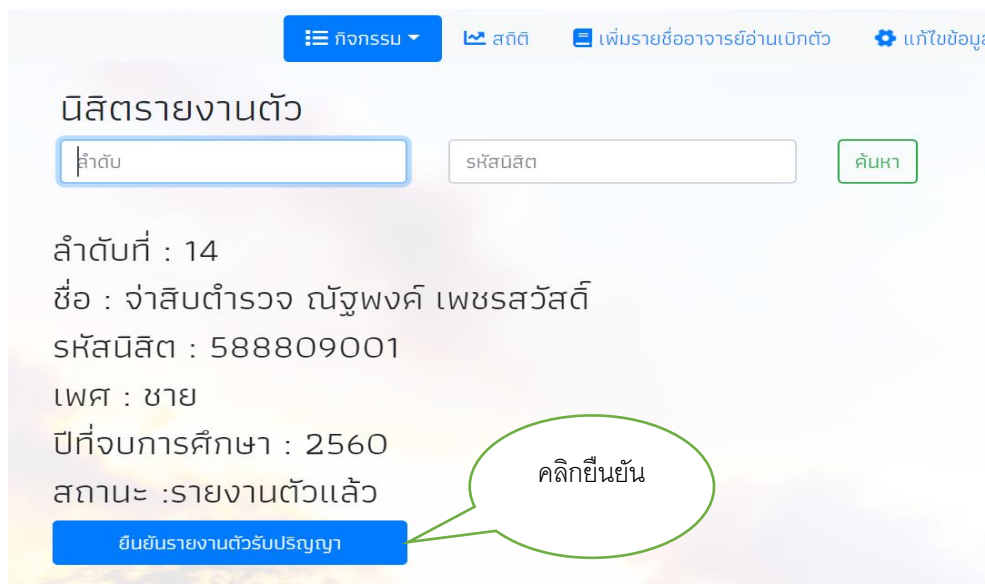 กิจกรรม สถิติ เพิ่มรายชื่ออาจารย์อ่านเบิกตัว แก้ไขข้อมูล
นิสิตรายงานตัว
ลำดับ รหัสนิสิต ค้นหา
ลำดับที่ : 14
ชื่อ : จ่าสิบตำรวจ ณัฐพงค์ เพชรสวัสดิ์
รหัสนิสิต : 588809001
เพศ : ชาย
ปีที่จบการศึกษา : 2560
คลิกยืนยัน
สถานะ :รายงานตัวแล้ว
ยืนยันรายงานตัวรับปริญญา